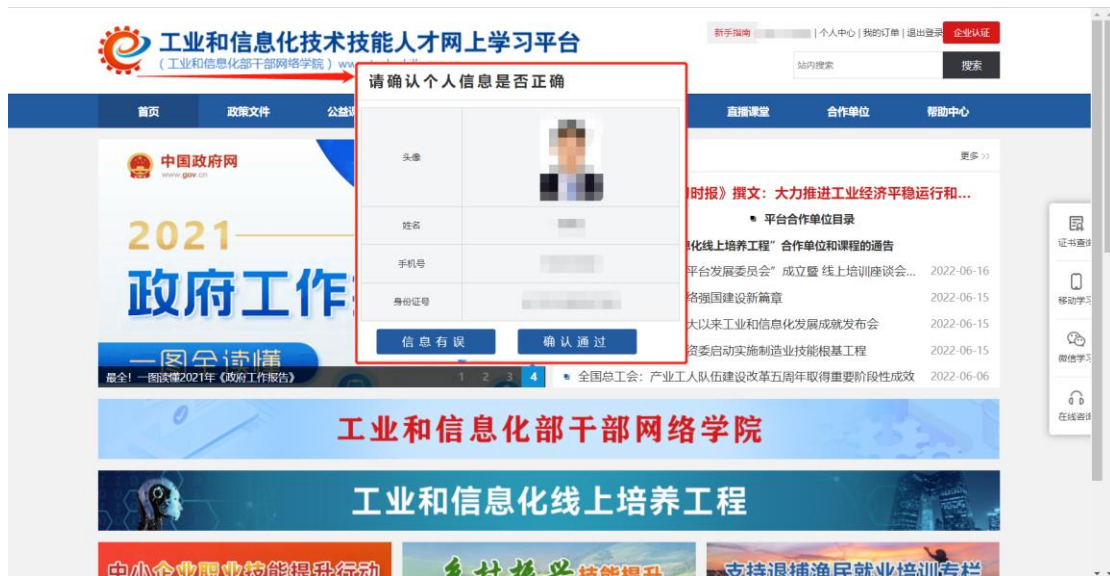 工业和信息化技术技能人才网上学习平台
（工业和信息化部干部网络学院）
新手指南 | 个人中心 | 我的订单 | 退出登录 企业认证
站内搜索 搜索
首页 政策文件 直播课堂 合作单位 帮助中心
请确认个人信息是否正确
头像
姓名
手机号
身份证号
信息有误 确认通过
中国政府网
www.gov.cn
2021
政府工作
一图全读懂
最全！一图读懂2021年《政府工作报告》
1 2 3 4
更多 >>
时报》撰文：大力推进工业经济平稳运行和...
平台合作单位目录
化线上培养工程”合作单位和课程的通告
平台发展委员会”成立暨 线上培训座谈会... 2022-06-16
络强国建设新篇章 2022-06-15
大以来工业和信息化发展成就发布会 2022-06-15
资委启动实施制造业技能根基工程 2022-06-15
全国总工会：产业工人队伍建设改革五周年取得重要阶段性成效 2022-06-06
证书查询
移动学习
微信学习
在线咨询
工业和信息化部干部网络学院
工业和信息化线上培养工程
中小企业职业技能提升行动
乡村振兴技能提升
支持退捕渔民就业培训专栏